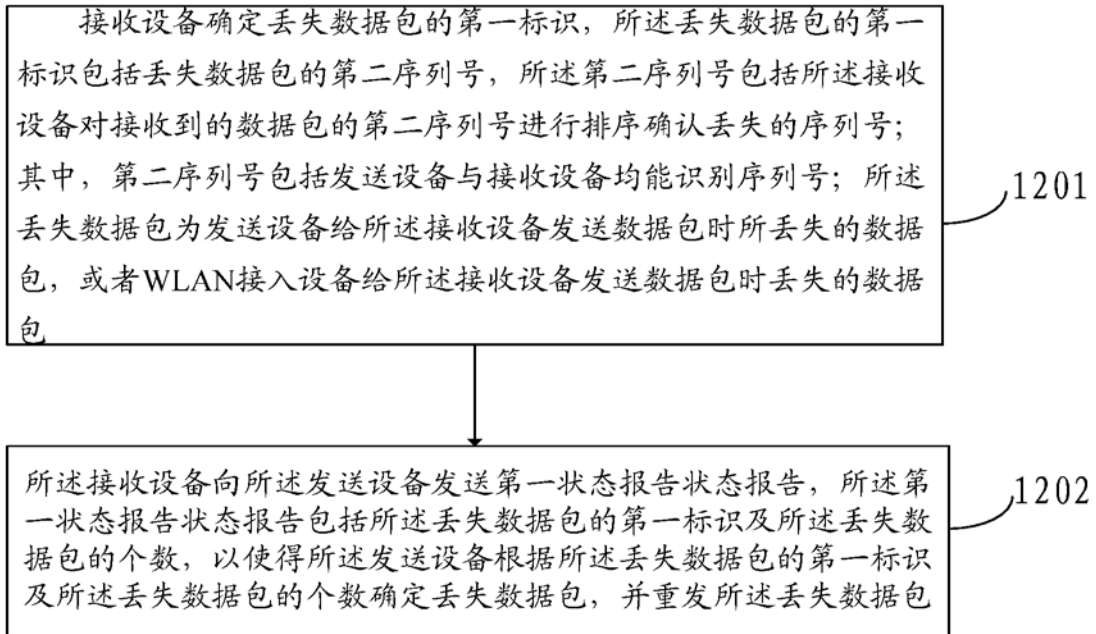 接收设备确定丢失数据包的第一标识，所述丢失数据包的第一
标识包括丢失数据包的第二序列号，所述第二序列号包括所述接收
设备对接收到的数据包的第二序列号进行排序确认丢失的序列号；
其中，第二序列号包括发送设备与接收设备均能识别序列号；所述
丢失数据包为发送设备给所述接收设备发送数据包时所丢失的数据
包，或者WLAN接入设备给所述接收设备发送数据包时丢失的数据
包
1201
所述接收设备向所述发送设备发送第一状态报告状态报告，所述第
一状态报告状态报告包括所述丢失数据包的第一标识及所述丢失数
据包的个数，以使得所述发送设备根据所述丢失数据包的第一标识
及所述丢失数据包的个数确定丢失数据包，并重发所述丢失数据包
1202